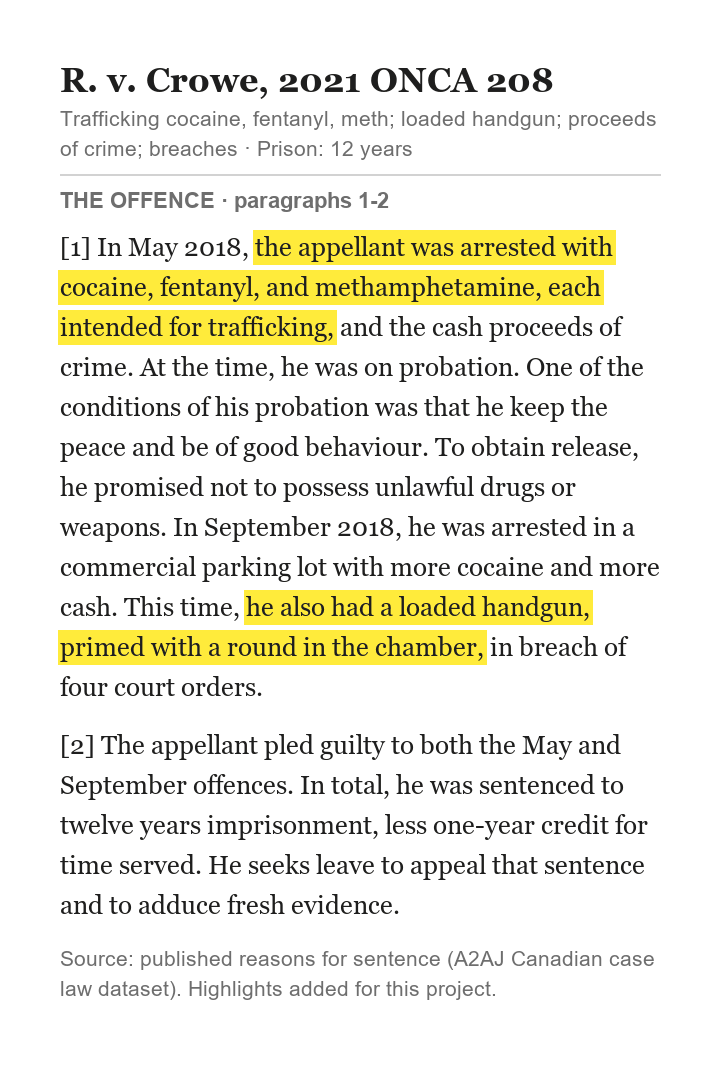 R. v. Crowe, 2021 ONCA 208
Trafficking cocaine, fentanyl, meth; loaded handgun; proceeds
of crime; breaches · Prison: 12 years
THE OFFENCE · paragraphs 1-2
[1] In May 2018, the appellant was arrested with
cocaine, fentanyl, and methamphetamine, each
intended for trafficking, and the cash proceeds of
crime. At the time, he was on probation. One of the
conditions of his probation was that he keep the
peace and be of good behaviour. To obtain release,
he promised not to possess unlawful drugs or
weapons. In September 2018, he was arrested in a
commercial parking lot with more cocaine and more
cash. This time, he also had a loaded handgun,
primed with a round in the chamber, in breach of
four court orders.
[2] The appellant pled guilty to both the May and
September offences. In total, he was sentenced to
twelve years imprisonment, less one-year credit for
time served. He seeks leave to appeal that sentence
and to adduce fresh evidence.
Source: published reasons for sentence (A2AJ Canadian case
law dataset). Highlights added for this project.